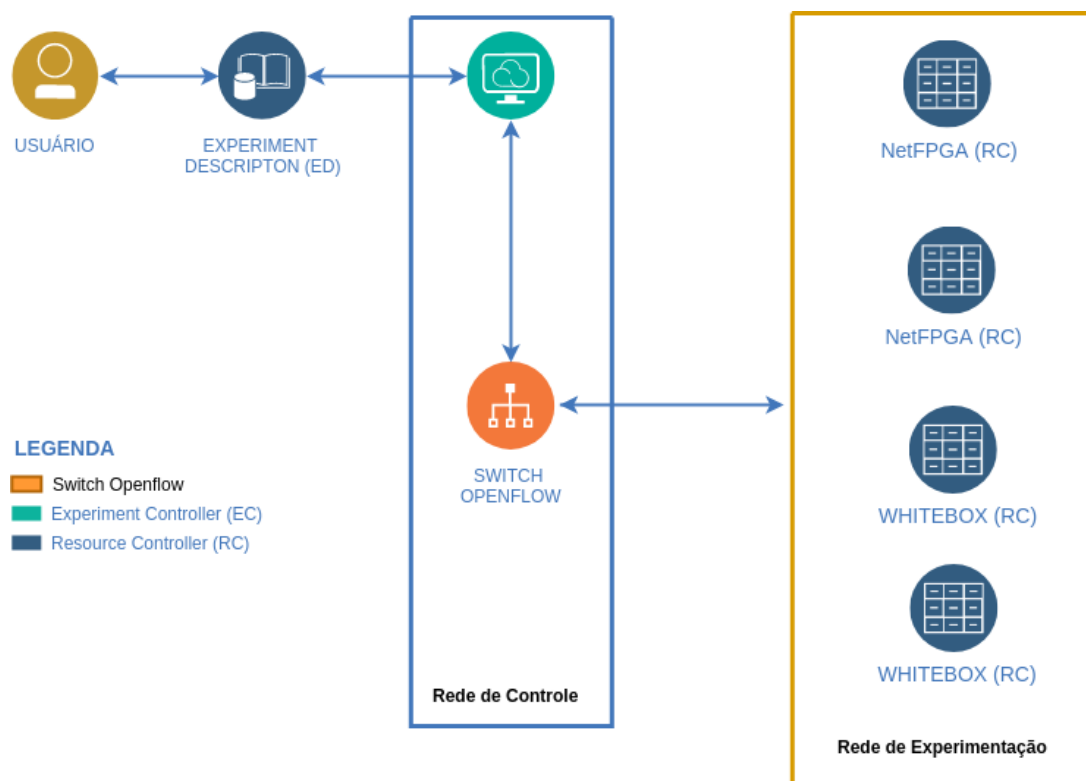 USUÁRIO
EXPERIMENT
DESCRIPTON (ED)
NetFPGA (RC)
NetFPGA (RC)
SWITCH
OPENFLOW
WHITEBOX (RC)
WHITEBOX (RC)
LEGENDA
Switch Openflow
Experiment Controller (EC)
Resource Controller (RC)
Rede de Controle
Rede de Experimentação